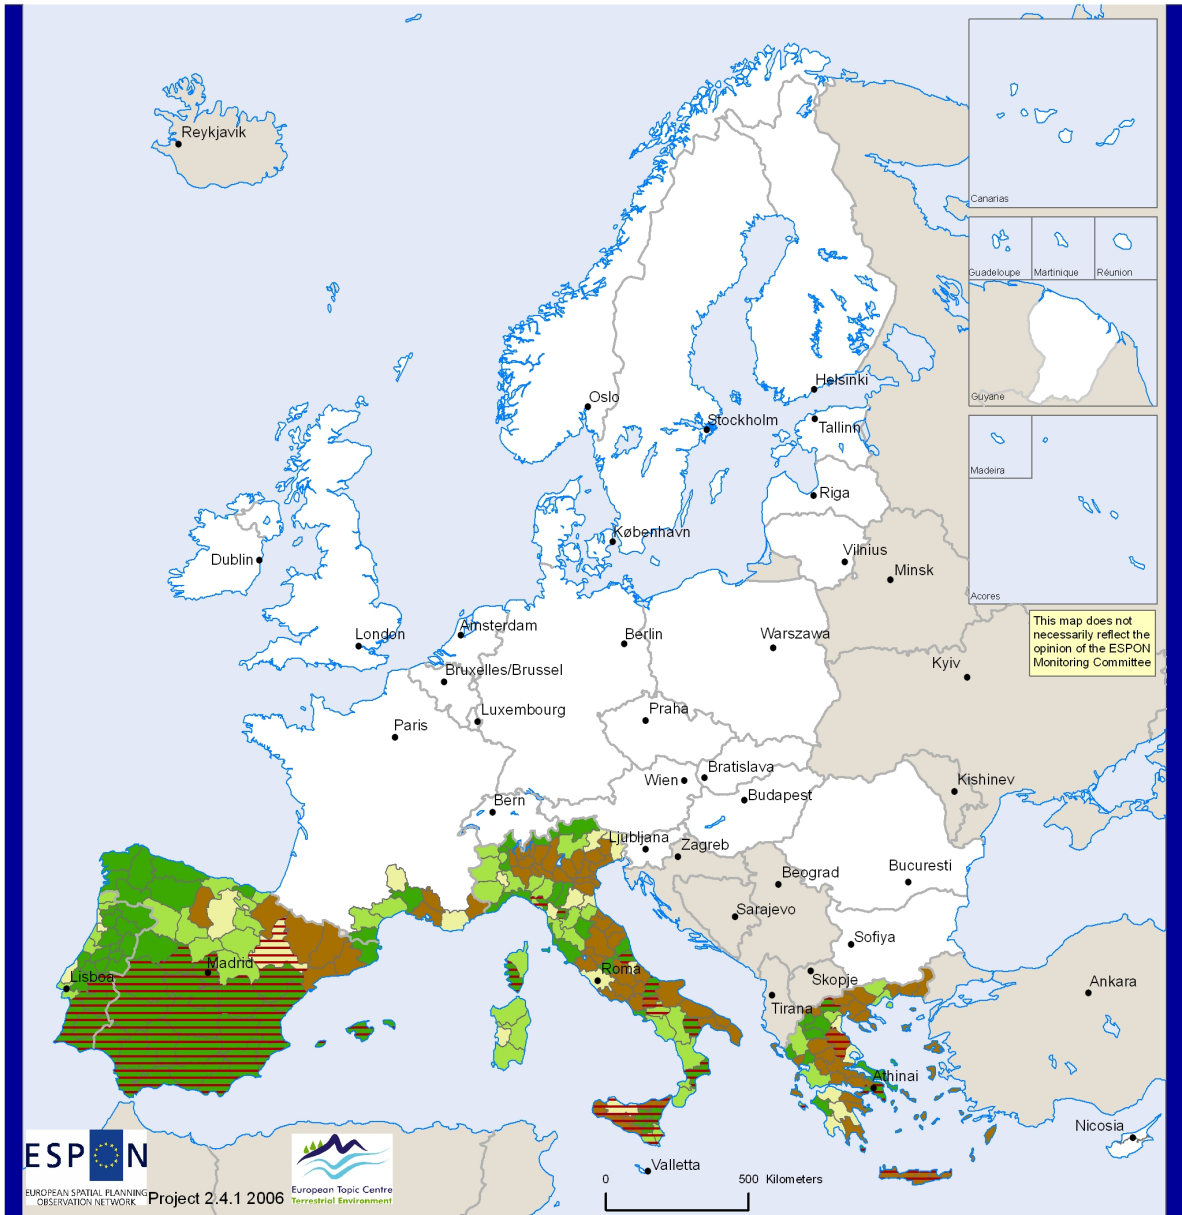 Reykjavik
Canarias
Guadeloupe
Martinique
Réunion
Guyane
Helsinki
Oslo
Stockholm
Tallinn
Madeira
Riga
København
Vilnius
Dublin
Minsk
Acores
This map does not
necessarily reflect the
opinion of the ESPON
Monitoring Committee
London
Amsterdam
Berlin
Warszawa
Kyiv
Bruxelles/Brussel
Luxembourg
Praha
Paris
Bratislava
Wien
Kishinev
Budapest
Bern
Ljubljana
Zagreb
Bucuresti
Beograd
Sarajevo
Sofiya
Madrid
Lisboa
Roma
Skopje
Ankara
Tirana
Athinai
Nicosia
Valletta
ESPON
EUROPEAN SPATIAL PLANNING
OBSERVATION NETWORK
Project 2.4.1 2006
European Topic Centre
Terrestrial Environment
0 500 Kilometers